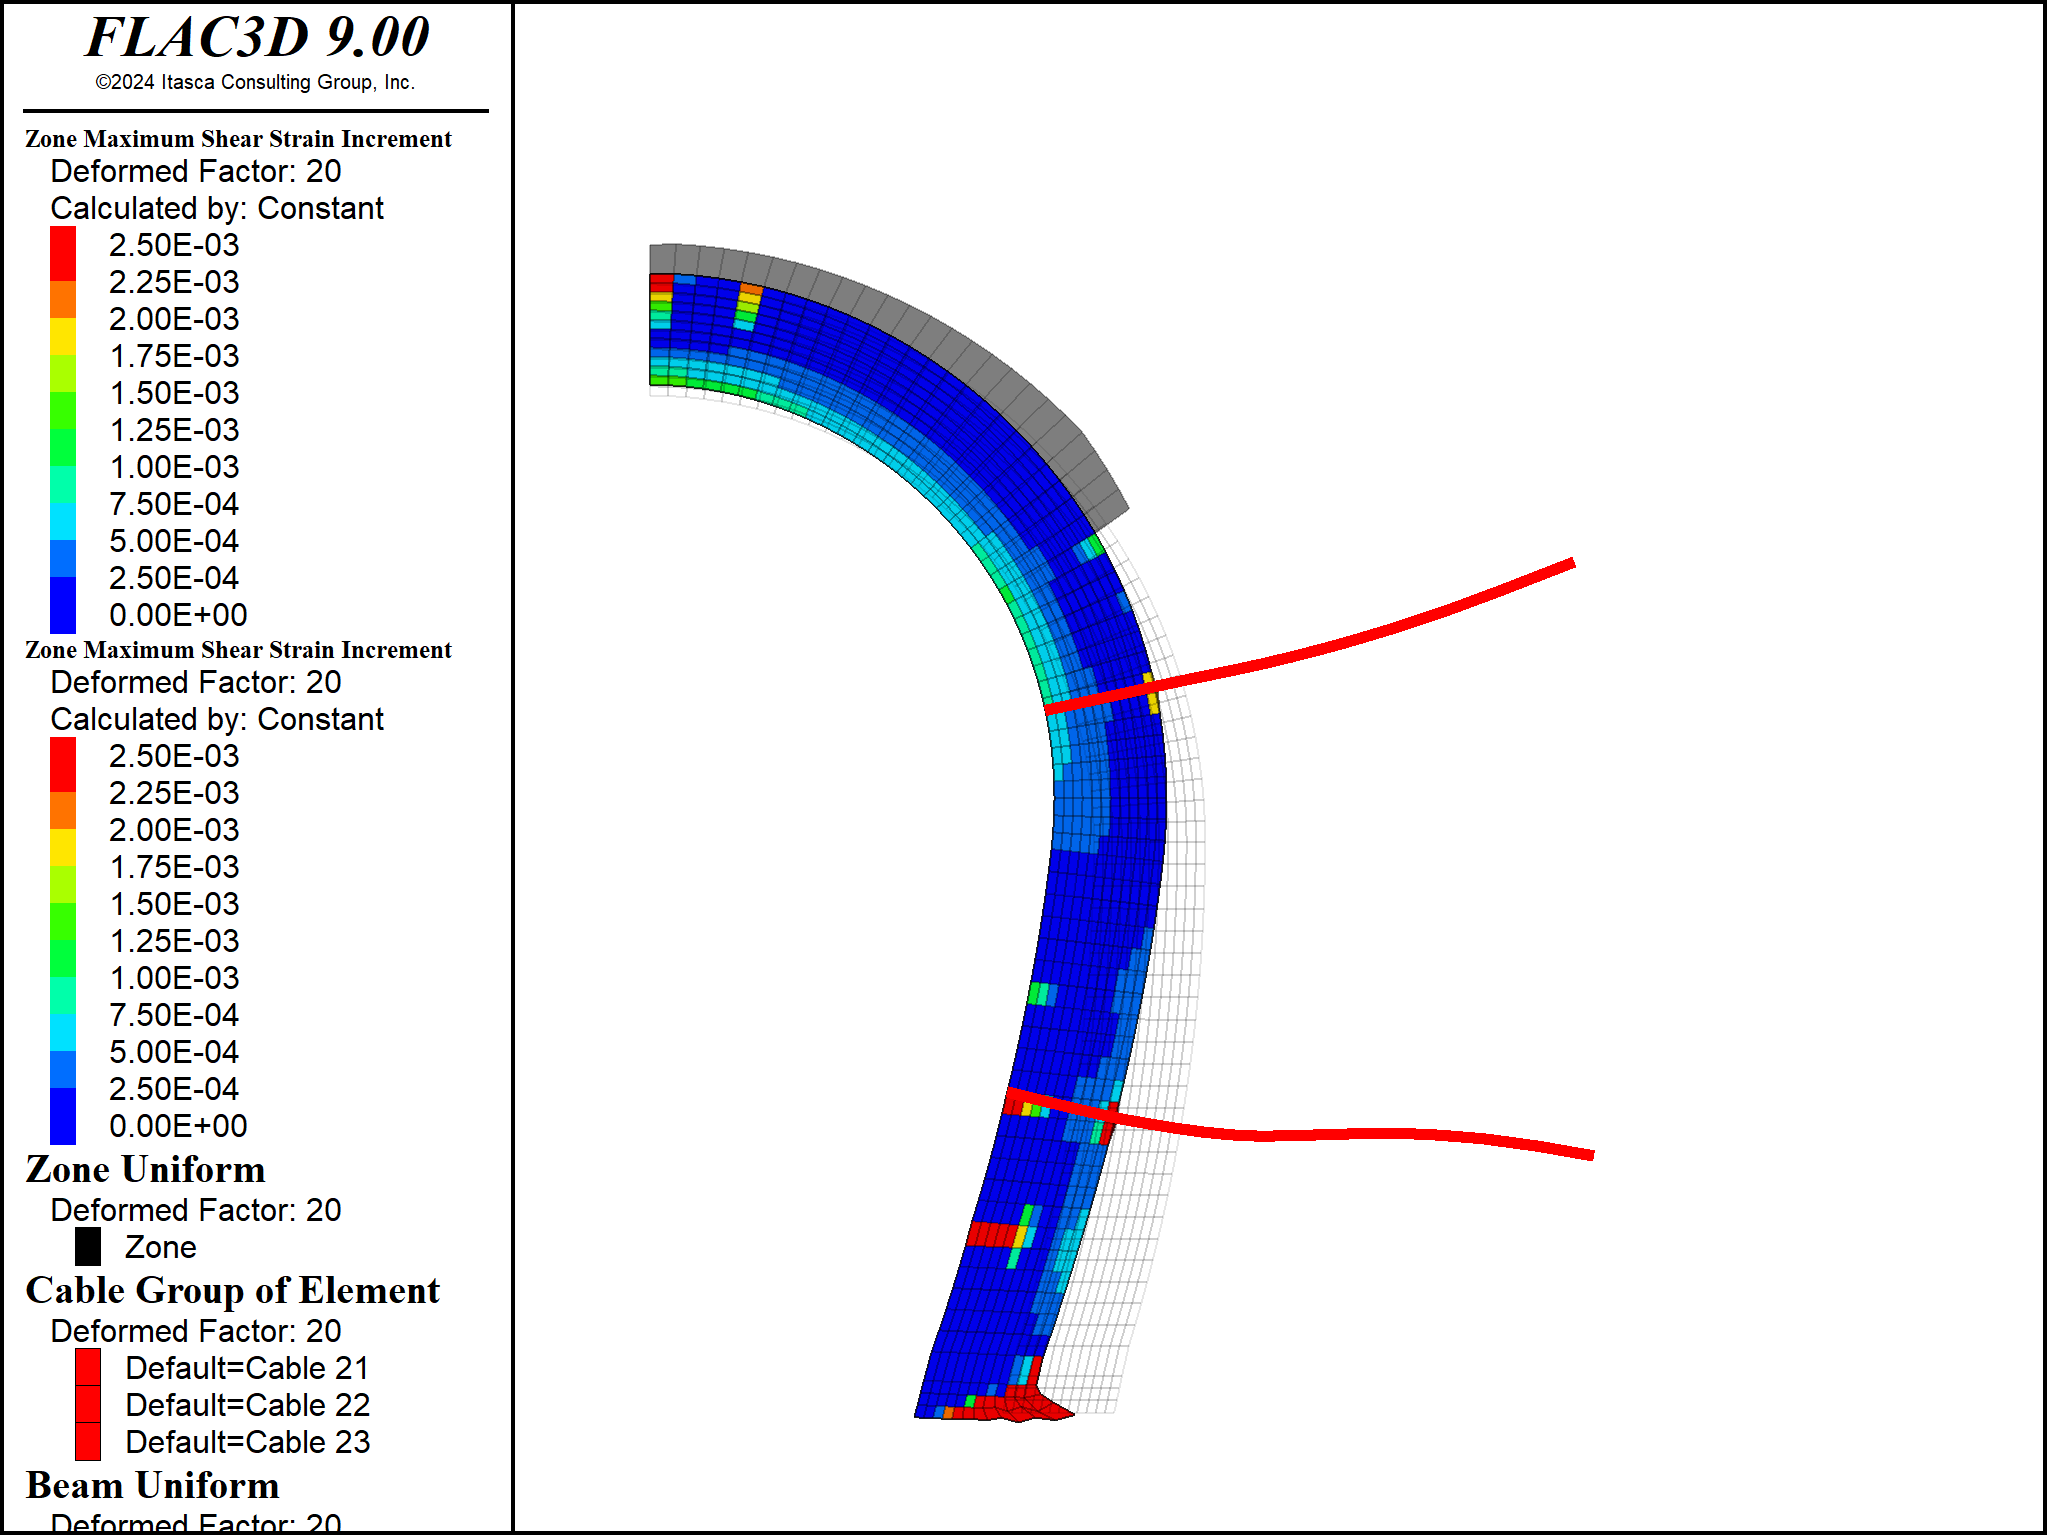 FLAC3D 9.00
©2024 Itasca Consulting Group, Inc.
Zone Maximum Shear Strain Increment
Deformed Factor: 20
Calculated by: Constant
2.50E-03
2.25E-03
2.00E-03
1.75E-03
1.50E-03
1.25E-03
1.00E-03
7.50E-04
5.00E-04
2.50E-04
0.00E+00
Zone Maximum Shear Strain Increment
Deformed Factor: 20
Calculated by: Constant
2.50E-03
2.25E-03
2.00E-03
1.75E-03
1.50E-03
1.25E-03
1.00E-03
7.50E-04
5.00E-04
2.50E-04
0.00E+00
Zone Uniform
Deformed Factor: 20
Zone
Cable Group of Element
Deformed Factor: 20
Default=Cable 21
Default=Cable 22
Default=Cable 23
Beam Uniform
Deformed Factor: 20